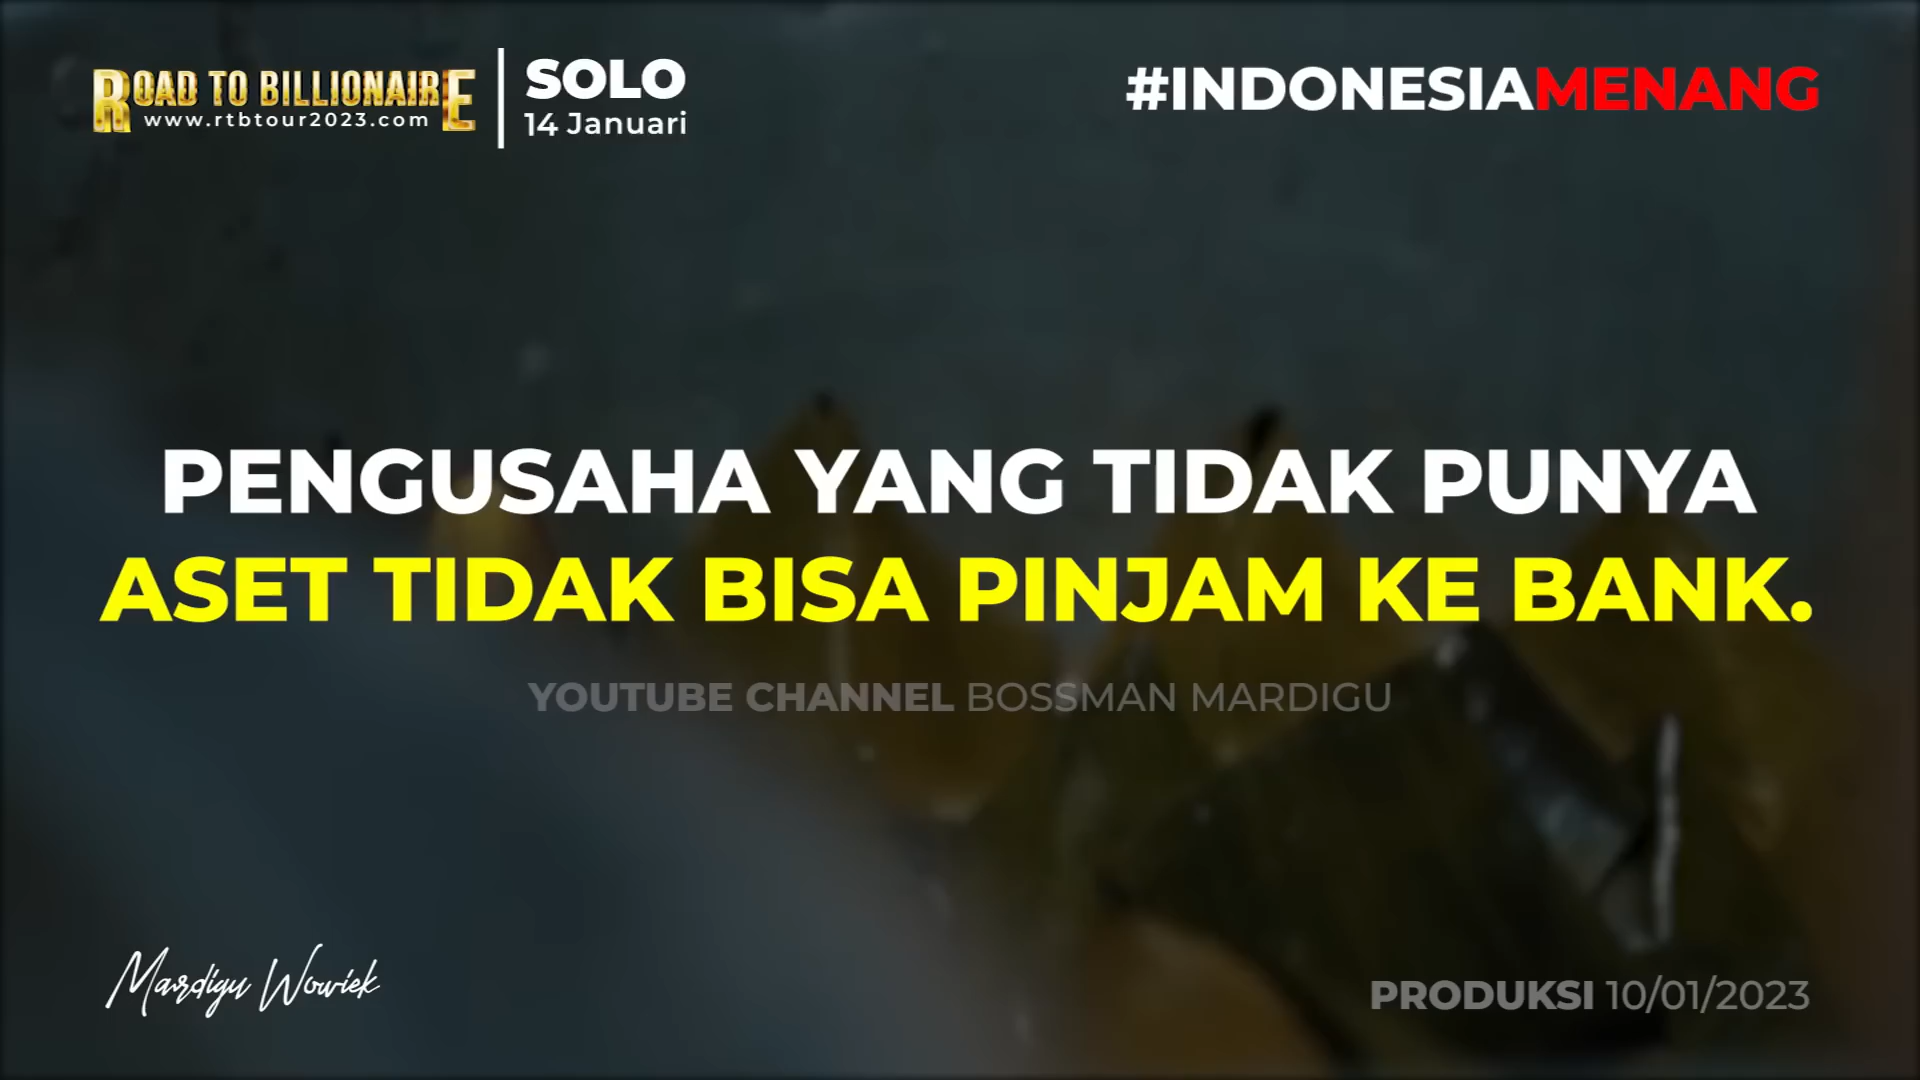 ROAD TO BILLIONAIRE
www.rtbtour2023.com
SOLO
14 Januari
#INDONESIAMENANG
PENGUSAHA YANG TIDAK PUNYA
ASET TIDAK BISA PINJAM KE BANK.
YOUTUBE CHANNEL BOSSMAN MARDIGU
Mardigu Wowiek
PRODUKSI 10/01/2023